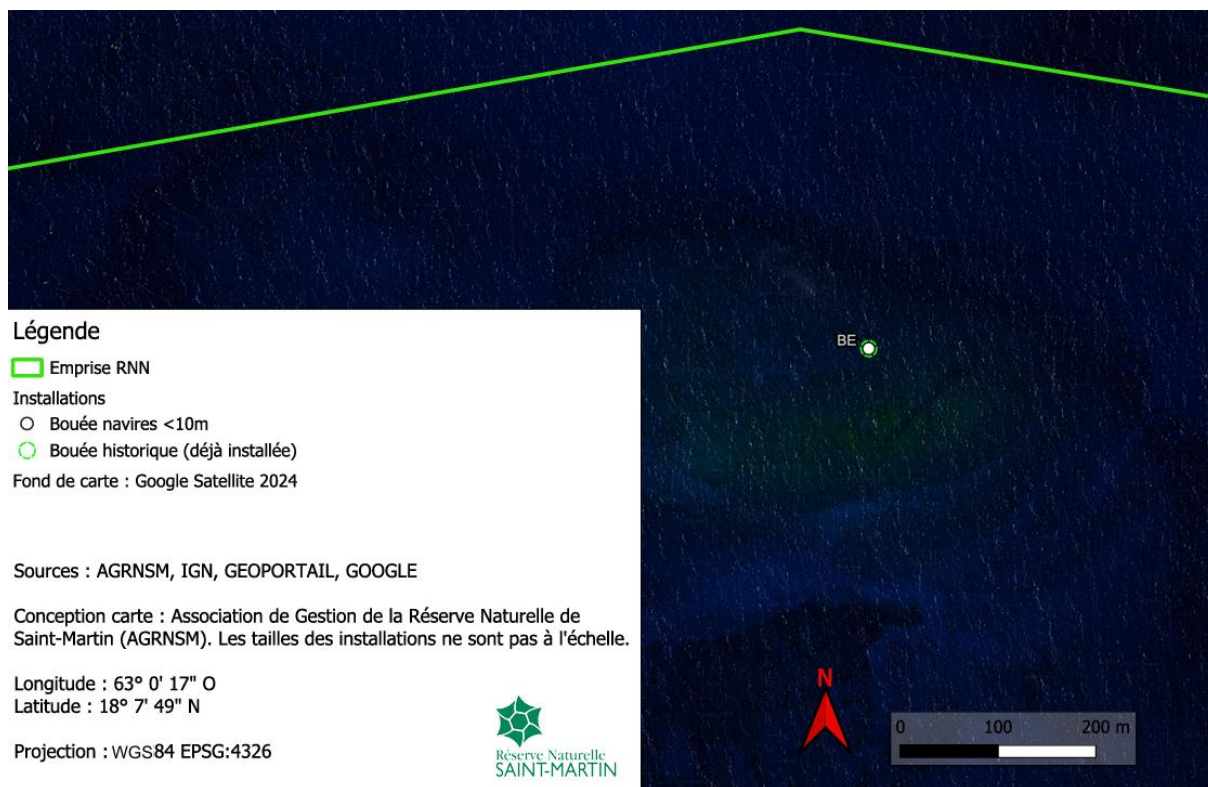 BE
Légende
Emprise RNN
Installations
Bouée navires <10m
Bouée historique (déjà installée)
Fond de carte : Google Satellite 2024
Sources : AGRNSM, IGN, GEOPORTAIL, GOOGLE
Conception carte : Association de Gestion de la Réserve Naturelle de
Saint-Martin (AGRNSM). Les tailles des installations ne sont pas à l'échelle.
Longitude : 63° 0' 17" O
Latitude : 18° 7' 49" N
Projection : WGS84 EPSG:4326
Réserve Naturelle
SAINT-MARTIN
N
0 100 200 m